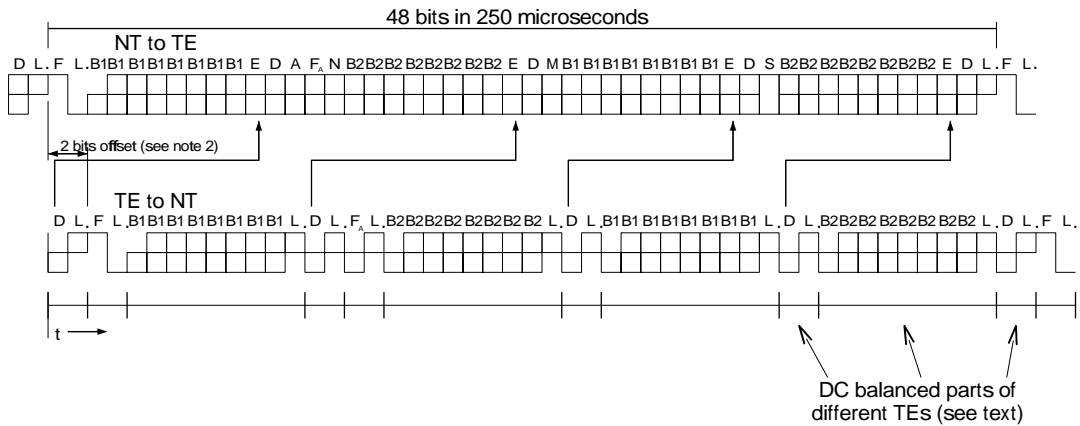 48 bits in 250 microseconds
NT to TE
D L. F L. B1 B1 B1 B1 B1 B1 B1 B1 E D A FA N B2 B2 B2 B2 B2 B2 B2 B2 E D M B1 B1 B1 B1 B1 B1 B1 B1 E D S B2 B2 B2 B2 B2 B2 B2 B2 E D L. F L.
2 bits offset (see note 2)
TE to NT
D L. F L. B1 B1 B1 B1 B1 B1 B1 B1 L. D L. FA L. B2 B2 B2 B2 B2 B2 B2 B2 L. D L. B1 B1 B1 B1 B1 B1 B1 B1 L. D L. B2 B2 B2 B2 B2 B2 B2 B2 L. D L. F L.
t
DC balanced parts of
different TEs (see text)